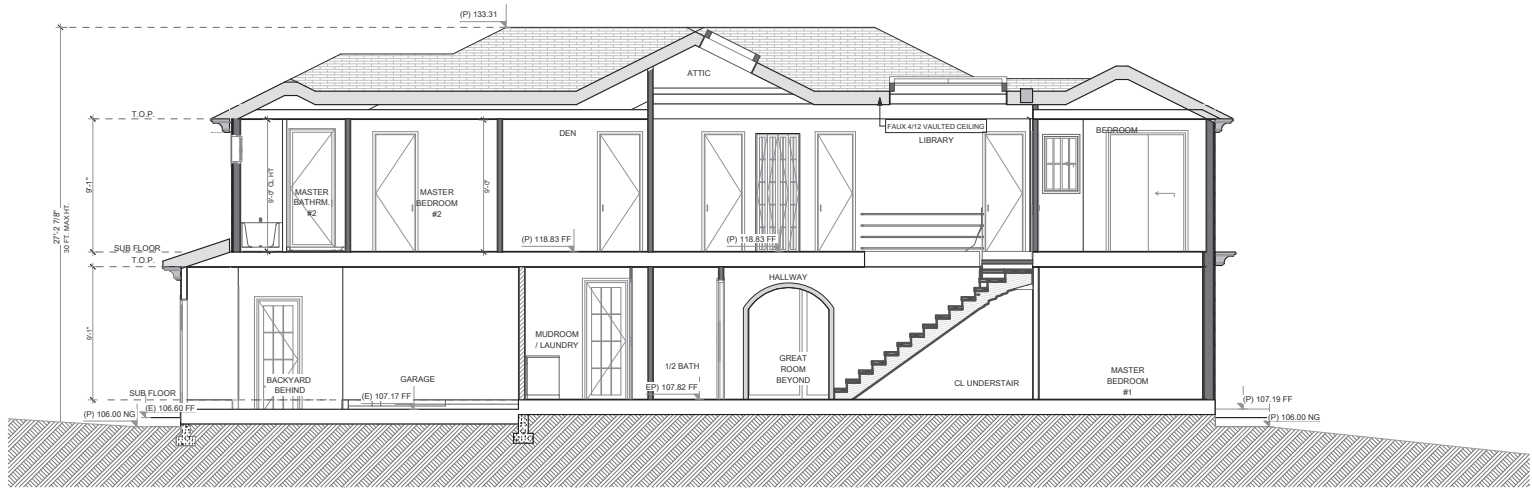 (P) 133.31
ATTIC
T.O.P.
FAUX 4/12 VAULTED CEILING
DEN
LIBRARY
BEDROOM
9'-1"
9'-0" CL HT
MASTER
BATHRM.
#2
MASTER
BEDROOM
#2
9'-0"
27'-2 7/8"
30 FT. MAX HT.
(P) 118.83 FF
(P) 118.83 FF
SUB FLOOR
T.O.P.
HALLWAY
9'-1"
MUDROOM
/ LAUNDRY
1/2 BATH
GREAT
ROOM
BEYOND
BACKYARD
BEHIND
GARAGE
CL UNDERSTAIR
MASTER
BEDROOM
#1
SUB FLOOR
(E) 107.17 FF
EP) 107.82 FF
(P) 107.19 FF
(P) 106.00 NG
(E) 106.60 FF
(P) 106.00 NG